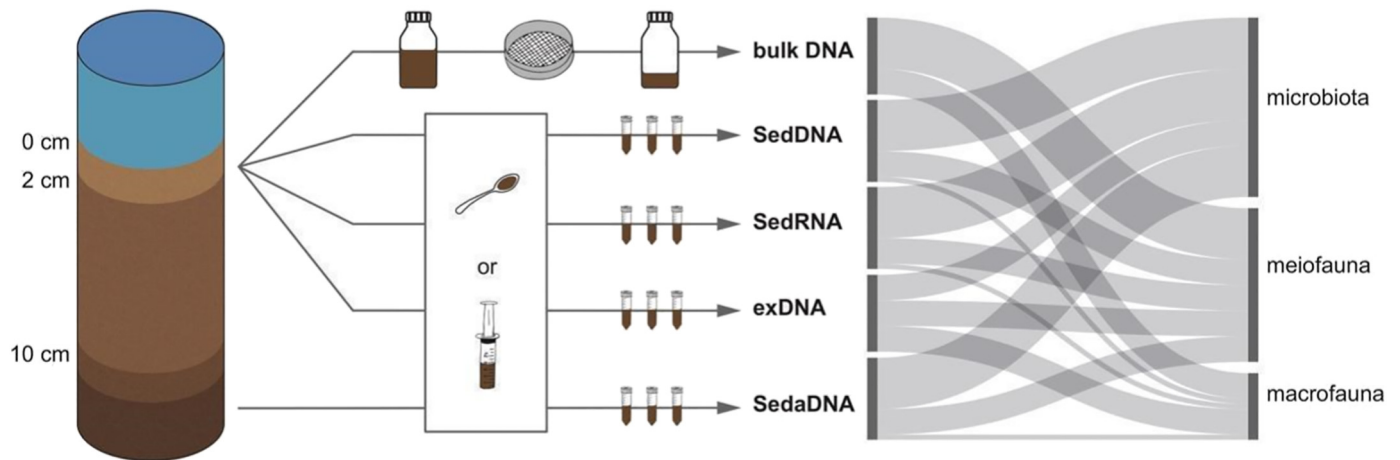 0 cm
2 cm
10 cm
or
bulk DNA
SedDNA
SedRNA
exDNA
SedaDNA
microbiota
meiofauna
macrofauna